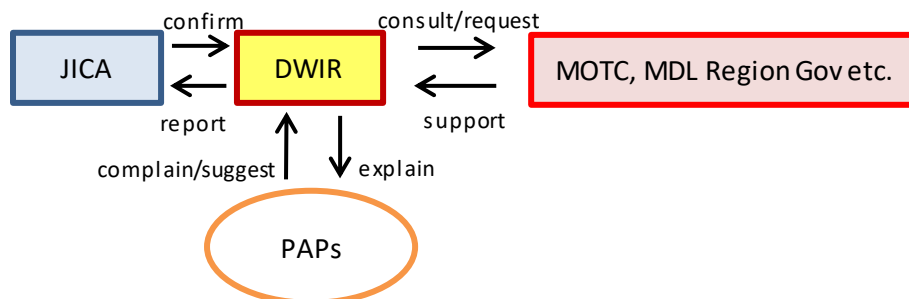 confirm
consult/request
JICA
DWIR
MOTC, MDL Region Gov etc.
report
support
complain/suggest
explain
PAPs